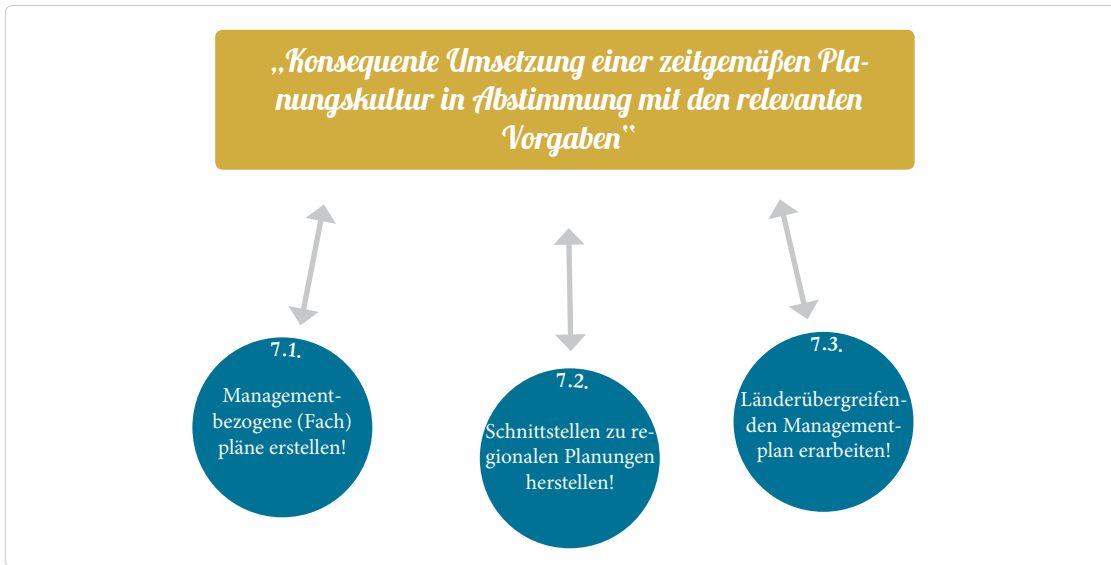 „Konsequente Umsetzung einer zeitgemäßen Pla-
nungskultur in Abstimmung mit den relevanten
Vorgaben“
7.1.
Management-
bezogene (Fach)
pläne erstellen!
7.2.
Schnittstellen zu re-
gionalen Planungen
herstellen!
7.3.
Länderübergreifen-
den Management-
plan erarbeiten!